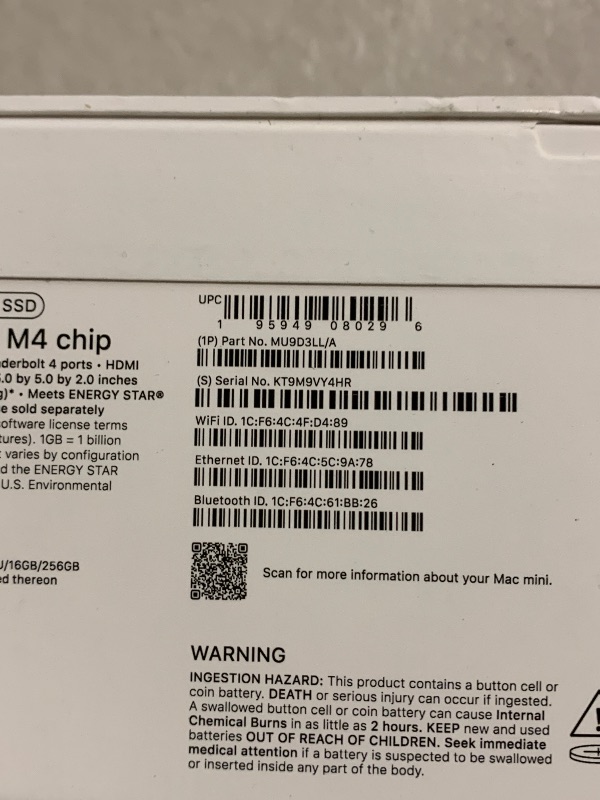 SSD
M4 chip
derbolt 4 ports • HDMI
5.0 by 5.0 by 2.0 inches
g)* • Meets ENERGY STAR®
e sold separately
oftware license terms
tures). 1GB = 1 billion
varies by configuration
d the ENERGY STAR
U.S. Environmental
U/16GB/256GB
ed thereon
UPC
1 95949 08029 6
(1P) Part No. MU9D3LL/A
(S) Serial No. KT9M9VY4HR
WiFi ID. 1C:F6:4C:4F:D4:89
Ethernet ID. 1C:F6:4C:5C:9A:78
Bluetooth ID. 1C:F6:4C:61:BB:26
Scan for more information about your Mac mini.
WARNING
INGESTION HAZARD: This product contains a button cell or
coin battery. DEATH or serious injury can occur if ingested.
A swallowed button cell or coin battery can cause Internal
Chemical Burns in as little as 2 hours. KEEP new and used
batteries OUT OF REACH OF CHILDREN. Seek immediate
medical attention if a battery is suspected to be swallowed
or inserted inside any part of the body.